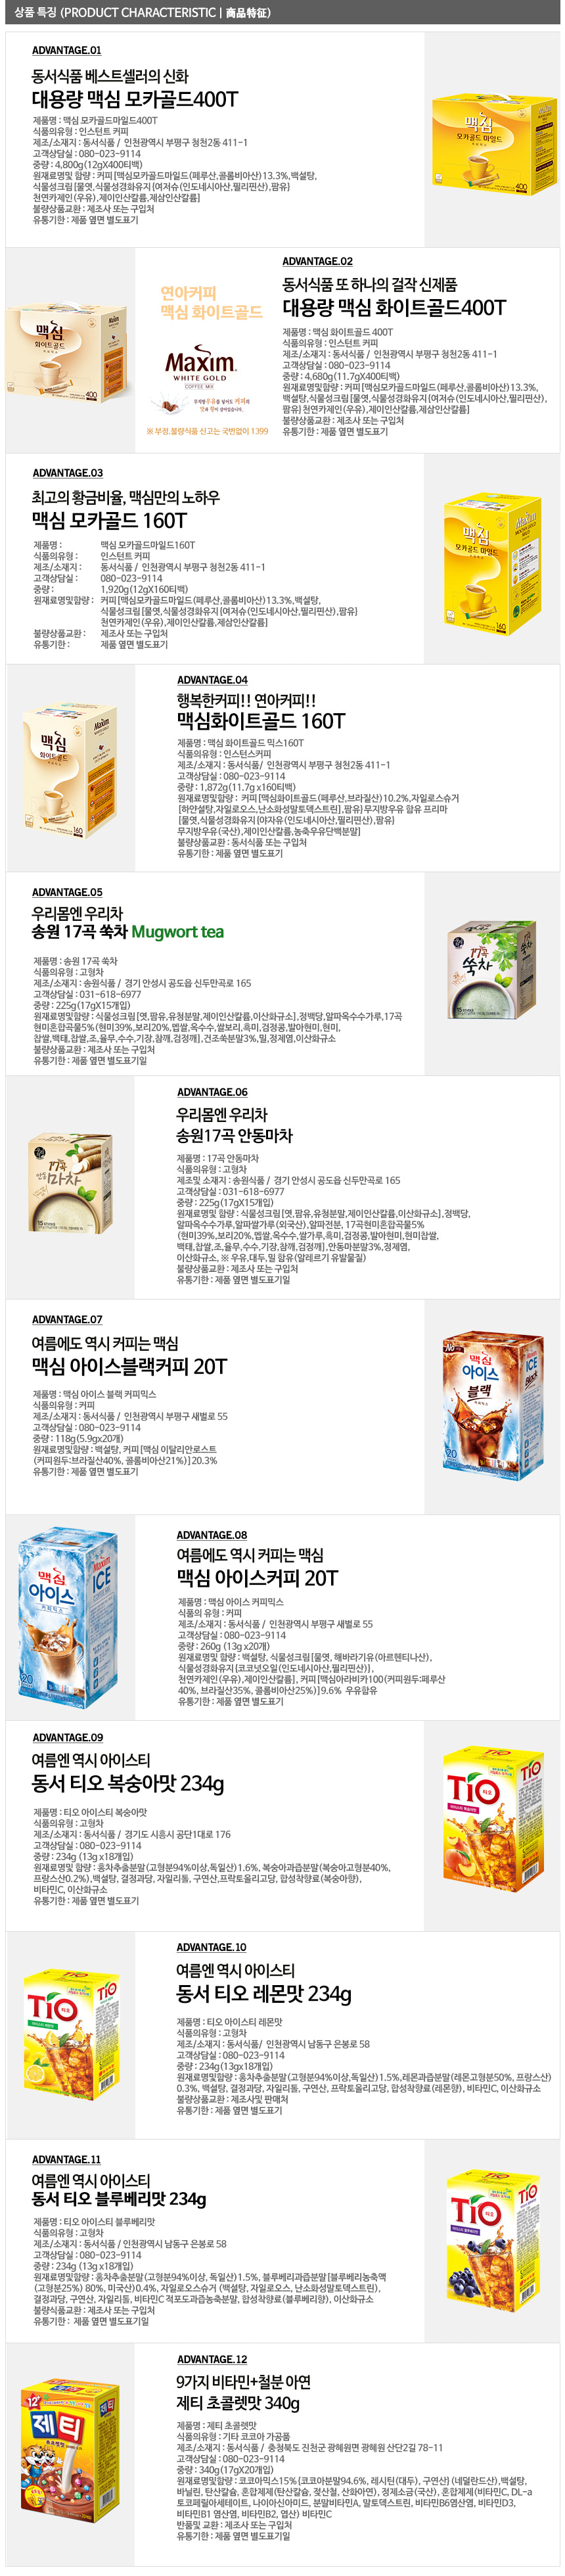 상품 특징 (PRODUCT CHARACTERISTIC | 商品特征)
ADVANTAGE.01
동서식품 베스트셀러의 신화
대용량 맥심 모카골드400T
제품명 : 맥심 모카골드마일드400T
식품의유형 : 인스턴트 커피
제조/소재지 : 동서식품 / 인천광역시 부평구 청천2동 411-1
고객상담실 : 080-023-9114
중량 : 4,800g(12gX400티백)
원재료명및 함량 : 커피[맥심모카골드마일드(페루산,콜롬비아산)13.3%,백설탕,
식물성크림[물엿,식물성경화유지{여저슈(인도네시아산,필리핀산),팜유}
천연카제인(우유),제이인산칼륨,제삼인산칼륨]
불량상품교환 : 제조사 또는 구입처
유통기한 : 제품 옆면 별도표기
맥심
모카골드 마일드
400
ADVANTAGE.02
동서식품 또 하나의 걸작 신제품
대용량 맥심 화이트골드400T
연아커피
맥심 화이트골드
Maxim
WHITE GOLD
COFFEE MIX
※ 부정,불량식품 신고는 국번없이 1399
제품명 : 맥심 화이트골드 400T
식품의유형 : 인스턴트 커피
제조/소재지 : 동서식품 / 인천광역시 부평구 청천2동 411-1
고객상담실 : 080-023-9114
중량 : 4,680g(11.7gX400티백)
원재료명및함량 : 커피[맥심모카골드마일드(페루산,콜롬비아산)13.3%,
백설탕,식물성크림[물엿,식물성경화유지{여저슈(인도네시아산,필리핀산),
팜유}천연카제인(우유),제이인산칼륨,제삼인산칼륨]
불량상품교환 : 제조사 또는 구입처
유통기한 : 제품 옆면 별도표기
맥심
화이트골드
400
ADVANTAGE.03
최고의 황금비율, 맥심만의 노하우
맥심 모카골드 160T
제품명 : 맥심 모카골드마일드160T
식품의유형 : 인스턴트 커피
제조/소재지 : 동서식품 / 인천광역시 부평구 청천2동 411-1
고객상담실 : 080-023-9114
중량 : 1,920g(12gX160티백)
원재료명및함량 : 커피[맥심모카골드마일드(페루산,콜롬비아산)13.3%,백설탕,
식물성크림[물엿,식물성경화유지{여저슈(인도네시아산,필리핀산),팜유}
천연카제인(우유),제이인산칼륨,제삼인산칼륨]
불량상품교환 : 제조사 또는 구입처
유통기한 : 제품 옆면 별도표기
맥심
모카골드 마일드
160
ADVANTAGE.04
행복한커피!! 연아커피!!
맥심화이트골드 160T
제품명 : 맥심 화이트골드 믹스160T
식품의유형 : 인스턴스커피
제조/소재지 : 동서식품/ 인천광역시 부평구 청천2동 411-1
고객상담실 : 080-023-9114
중량 : 1,872g(11.7g x160티백)
원재료명및함량 : 커피[맥심화이트골드(페루산,브라질산)10.2%,자일로스슈거
[하얀설탕,자일로오스,난소화성말토덱스트린],팜유}무지방우유 함유 프리마
[물엿,식물성경화유지{야자유(인도네시아산,필리핀산),팜유}
무지방우유(국산),제이인산칼륨,농축우유단백분말]
불량상품교환 : 동서식품 또는 구입처
유통기한 : 제품 옆면 별도표기
맥심
화이트골드
160
ADVANTAGE.05
우리몸엔 우리차
송원 17곡 쑥차 Mugwort tea
제품명 : 송원 17곡 쑥차
식품의유형 : 고형차
제조/소재지 : 송원식품 / 경기 안성시 공도읍 신두만곡로 165
고객상담실 : 031-618-6977
중량 : 225g(17gX15개입)
원재료명및함량 : 식물성크림[엿,팜유,유청분말,제이인산칼륨,이산화규소],정백당,알파옥수수가루,17곡
현미혼합곡물5%(현미39%,보리20%,멥쌀,옥수수,쌀보리,흑미,검정콩,발아현미,현미,
찹쌀,백태,찹쌀,조,율무,수수,기장,참깨,검정깨],건조쑥분말3%,밀,정제염,이산화규소
불량상품교환 : 제조사 또는 구입처
유통기한 : 제품 옆면 별도표기일
17곡
쑥차
15
ADVANTAGE.06
우리몸엔 우리차
송원17곡 안동마차
제품명 : 17곡 안동마차
식품의유형 : 고형차
제조및 소재지 : 송원식품 / 경기 안성시 공도읍 신두만곡로 165
고객상담실 : 031-618-6977
중량 : 225g(17gX15개입)
원재료명및 함량 : 식물성크림[엿,팜유,유청분말,제이인산칼륨,이산화규소],정백당,
알파옥수수가루,알파쌀가루(외국산),알파전분, 17곡현미혼합곡물5%
(현미39%,보리20%,멥쌀,옥수수,쌀가루,흑미,검정콩,발아현미,현미찹쌀,
백태,찹쌀,조,율무,수수,기장,참깨,검정깨],안동마분말3%,정제염,
이산화규소, ※ 우유,대두,밀 함유(알레르기 유발물질)
불량상품교환 : 제조사 또는 구입처
유통기한 : 제품 옆면 별도표기일
17곡
안동
마차
15
ADVANTAGE.07
여름에도 역시 커피는 맥심
맥심 아이스블랙커피 20T
제품명 : 맥심 아이스 블랙 커피믹스
식품의유형 : 커피
제조/소재지 : 동서식품 / 인천광역시 부평구 새벌로 55
고객상담실 : 080-023-9114
중량 : 118g(5.9gx20개)
원재료명및함량 : 백설탕, 커피[맥심 이탈리안로스트
(커피원두:브라질산40%, 콜롬비아산21%)]20.3%
유통기한 : 제품 옆면 별도표기
맥심
아이스
블랙
ICE
Black
20
ADVANTAGE.08
여름에도 역시 커피는 맥심
맥심 아이스커피 20T
제품명 : 맥심 아이스 커피믹스
식품의 유형 : 커피
제조/소재지 : 동서식품 / 인천광역시 부평구 새벌로 55
고객상담실 : 080-023-9114
중량 : 260g (13g x20개)
원재료명및 함량 : 백설탕, 식물성크림[물엿, 해바라기유(아르헨티나산),
식물성경화유지[코코넛오일(인도네시아산,필리핀산)],
천연카제인(우유),제이인산칼륨], 커피[맥심아라비카100(커피원두:페루산
40%, 브라질산35%, 콜롬비아산25%)]9.6% 우유함유
유통기한 : 제품 옆면 별도표기
맥심
아이스
커피믹스
Maxim
ICE
20
ADVANTAGE.09
여름엔 역시 아이스티
동서 티오 복숭아맛 234g
제품명 : 티오 아이스티 복숭아맛
식품의유형 : 고형차
제조/소재지 : 동서식품 / 경기도 시흥시 공단1대로 176
고객상담실 : 080-023-9114
중량 : 234g (13g x18개입)
원재료명및 함량 : 홍차추출분말(고형분94%이상,독일산)1.6%, 복숭아과즙분말(복숭아고형분40%,
프랑스산0.2%),백설탕, 결정과당, 자일리톨, 구연산,프락토올리고당, 합성착향료(복숭아향),
비타민C, 이산화규소
유통기한 : 제품 옆면 별도표기
TiO
티오
ADVANTAGE.10
여름엔 역시 아이스티
동서 티오 레몬맛 234g
제품명 : 티오 아이스티 레몬맛
식품의유형 : 고형차
제조/소재지 : 동서식품/ 인천광역시 남동구 은봉로 58
고객상담실 : 080-023-9114
중량 : 234g(13gx18개입)
원재료명및함량 : 홍차추출분말(고형분94%이상,독일산)1.5%,레몬과즙분말(레몬고형분50%, 프랑스산)
0.3%, 백설탕, 결정과당, 자일리톨, 구연산, 프락토올리고당, 합성착향료(레몬향), 비타민C, 이산화규소
불량상품교환 : 제조사및 판매처
유통기한 : 제품 옆면 별도표기
TiO
티오
ADVANTAGE.11
여름엔 역시 아이스티
동서 티오 블루베리맛 234g
제품명 : 티오 아이스티 블루베리맛
식품의유형 : 고형차
제조/소재지 : 동서식품 / 인천광역시 남동구 은봉로 58
고객상담실 : 080-023-9114
중량 : 234g (13g x18개입)
원재료명및함량 : 홍차추출분말(고형분94%이상, 독일산)1.5%, 블루베리과즙분말[블루베리농축액
(고형분25%) 80%, 미국산)0.4%, 자일로오스슈거 (백설탕, 자일로오스, 난소화성말토덱스트린),
결정과당, 구연산, 자일리톨, 비타민C 적포도과즙농축분말, 합성착향료(블루베리향), 이산화규소
불량식품교환 : 제조사 또는 구입처
유통기한 : 제품 옆면 별도표기일
TiO
티오
ADVANTAGE.12
9가지 비타민+철분 아연
제티 초콜렛맛 340g
제품명 : 제티 초콜렛맛
식품의유형 : 기타 코코아 가공품
제조/소재지 : 동서식품 / 충청북도 진천군 광혜원면 광혜원 산단2길 78-11
고객상담실 : 080-023-9114
중량 : 340g(17gX20개입)
원재료명및함량 : 코코아믹스15%[코코아분말94.6%, 레시틴(대두), 구연산)(네덜란드산),백설탕,
바닐린, 탄산칼슘, 혼합제제(탄산칼슘, 젖산철, 산화아연), 정제소금(국산), 혼합제제(비타민C, DL-a
토코페릴아세테이트, 나이아신아미드, 분말비타민A, 말토덱스트린, 비타민B6염산염, 비타민D3,
비타민B1 염산염, 비타민B2, 엽산) 비타민C
반품및 교환 : 제조사 또는 구입처
유통기한 : 제품 옆면 별도표기일
12
제티